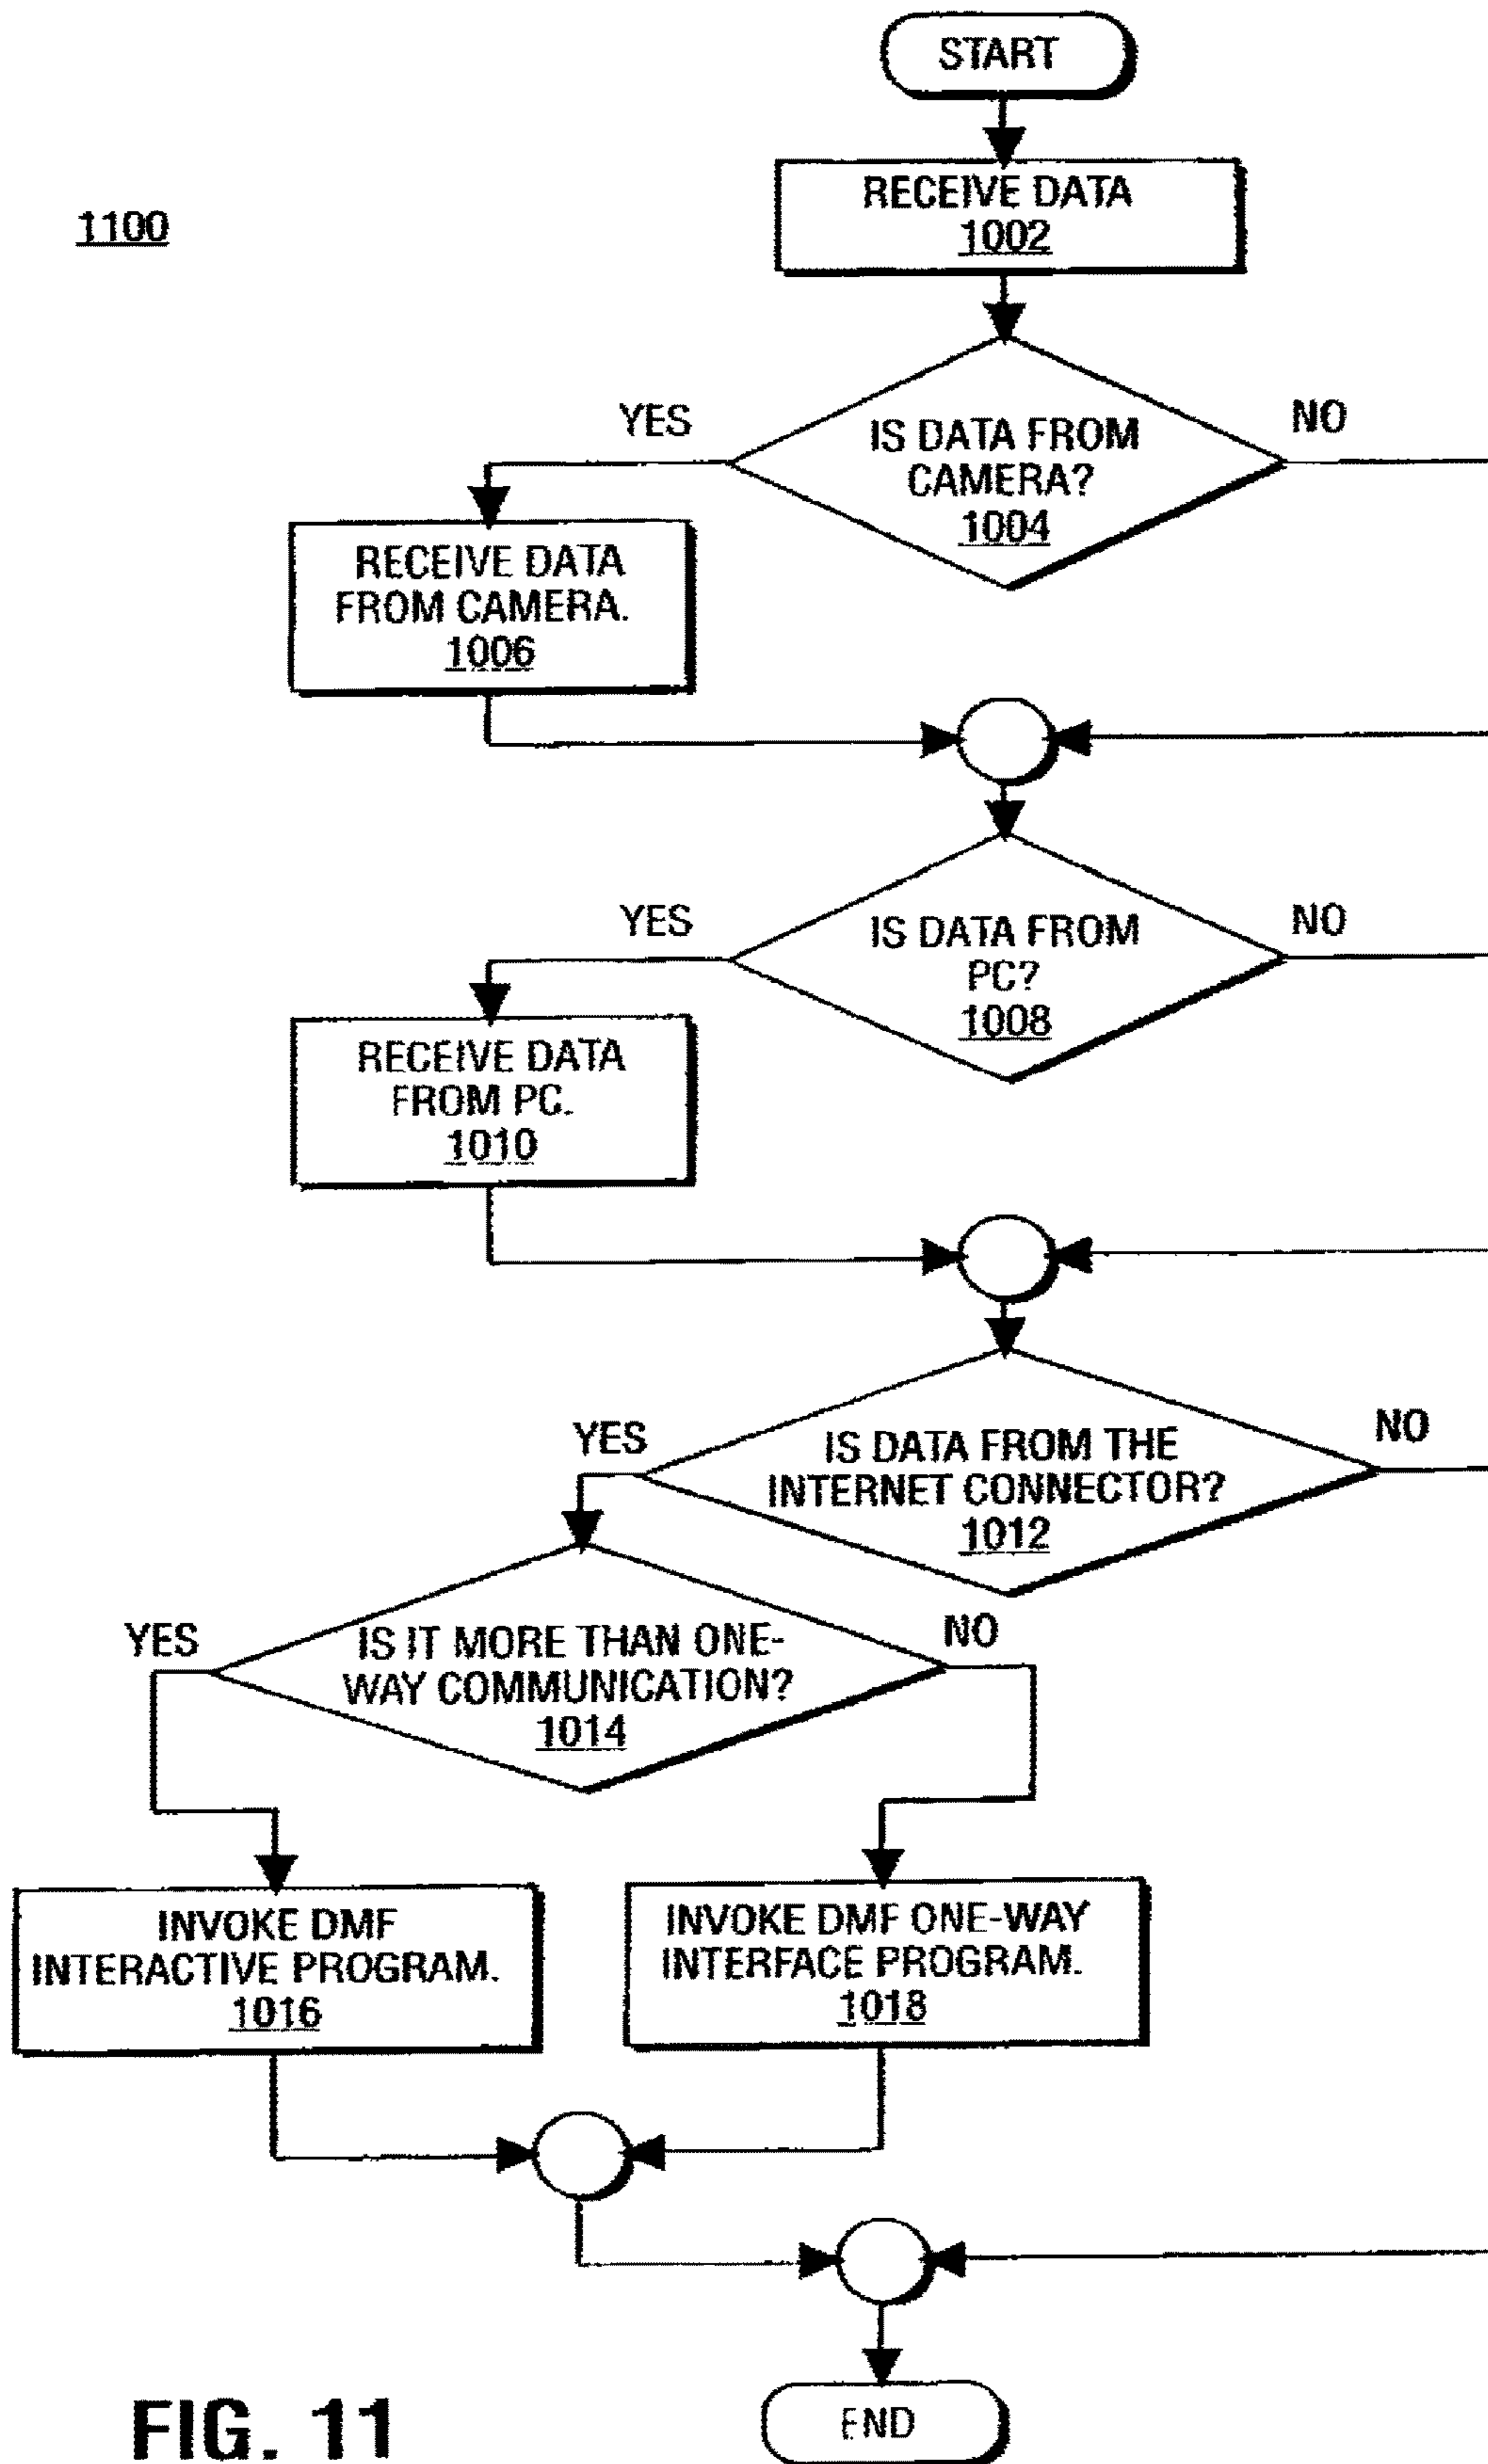 START
RECEIVE DATA
1002
1100
YES
NO
IS DATA FROM
CAMERA?
1004
RECEIVE DATA
FROM CAMERA.
1006
YES
NO
IS DATA FROM
PC?
1008
RECEIVE DATA
FROM PC.
1010
YES
NO
IS DATA FROM THE
INTERNET CONNECTOR?
1012
YES
NO
IS IT MORE THAN ONE-
WAY COMMUNICATION?
1014
INVOKE DMF
INTERACTIVE PROGRAM.
1016
INVOKE DMF ONE-WAY
INTERFACE PROGRAM.
1018
END
FIG. 11